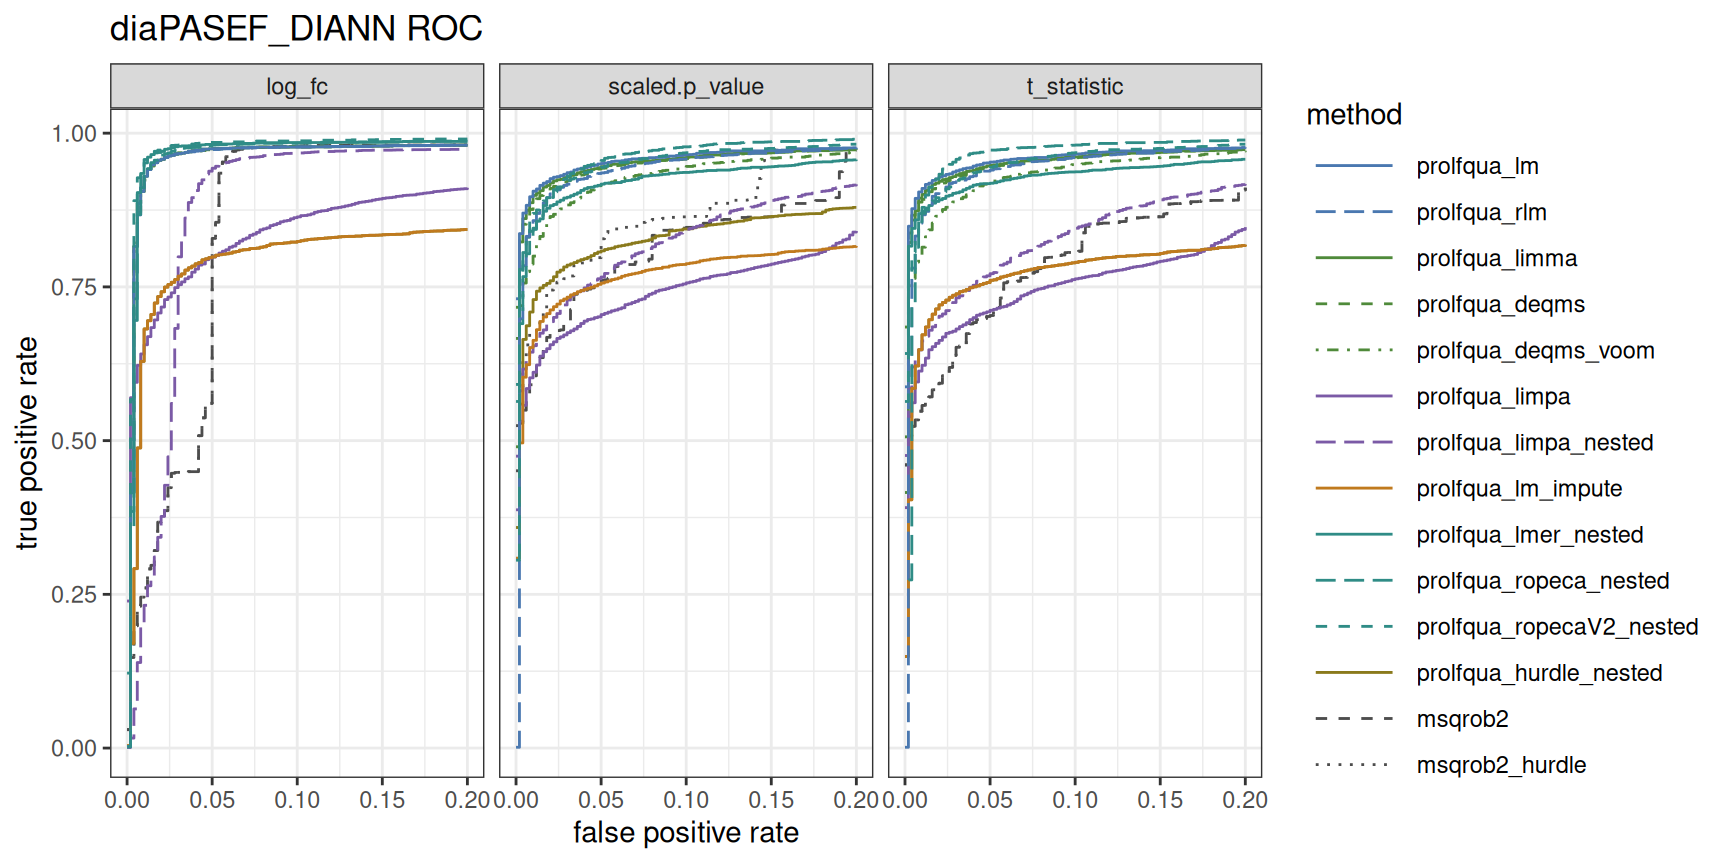 diaPASEF_DIANN ROC
log_fc
scaled.p_value
t_statistic
true positive rate
1.00
0.75
0.50
0.25
0.00
0.00 0.05 0.10 0.15 0.20
0.00 0.05 0.10 0.15 0.20
0.00 0.05 0.10 0.15 0.20
false positive rate
method
prolfqua_lm
prolfqua_rlm
prolfqua_limma
prolfqua_deqms
prolfqua_deqms_voom
prolfqua_limpa
prolfqua_limpa_nested
prolfqua_lm_impute
prolfqua_lmer_nested
prolfqua_ropeca_nested
prolfqua_ropecaV2_nested
prolfqua_hurdle_nested
msqrob2
msqrob2_hurdle